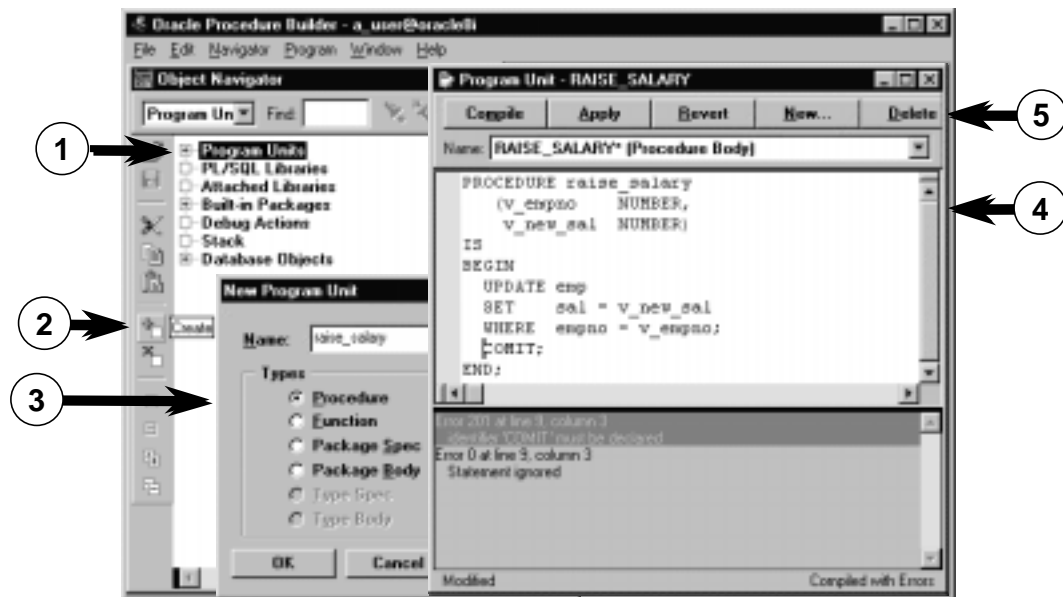 Oracle Procedure Builder - a_user@oracle8i
File Edit Navigator Program Window Help
Object Navigator
Program Un Find:
1
Program Units
PL/SQL Libraries
Attached Libraries
Built-in Packages
Debug Actions
Stack
Database Objects
2
Create
New Program Unit
Name: raise_salary
3
Types
Procedure
Function
Package Spec
Package Body
Type Spec
Type Body
OK Cancel
Program Unit - RAISE_SALARY
Compile Apply Revert New... Delete
5
Name: RAISE_SALARY* (Procedure Body)
4
PROCEDURE raise_salary
(v_empno NUMBER,
v_new_sal NUMBER)
IS
BEGIN
UPDATE emp
SET sal = v_new_sal
WHERE empno = v_empno;
COMIT;
END;
Error 201 at line 9, column 3
identifier 'COMIT' must be declared
Error 0 at line 9, column 3
Statement ignored
Modified Compiled with Errors